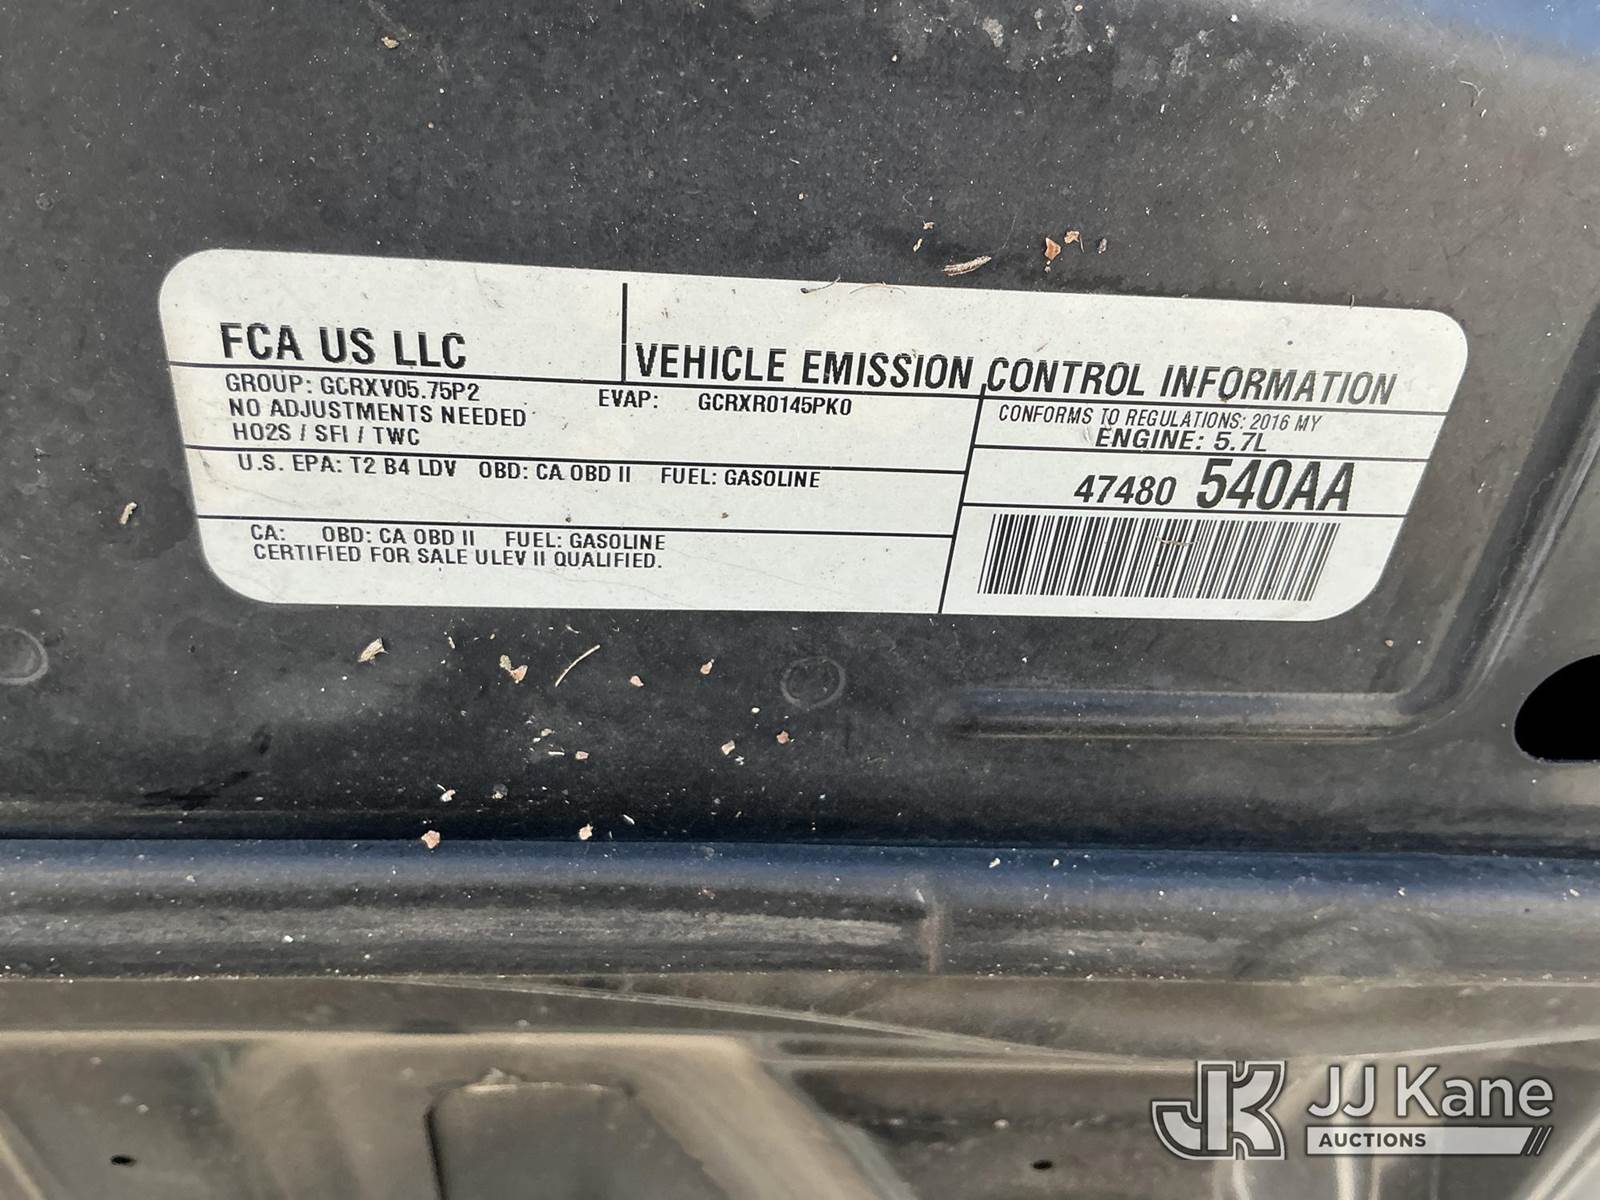 FCA US LLC
VEHICLE EMISSION CONTROL INFORMATION
GROUP: GCRXV05.75P2
EVAP: GCRXR0145PK0
NO ADJUSTMENTS NEEDED
HO2S / SFI / TWC
CONFORMS TO REGULATIONS: 2016 MY
ENGINE: 5.7L
U.S. EPA: T2 B4 LDV OBD: CA OBD II FUEL: GASOLINE
47480 540AA
CA: OBD: CA OBD II FUEL: GASOLINE
CERTIFIED FOR SALE ULEV II QUALIFIED.
JK JJ Kane
AUCTIONS